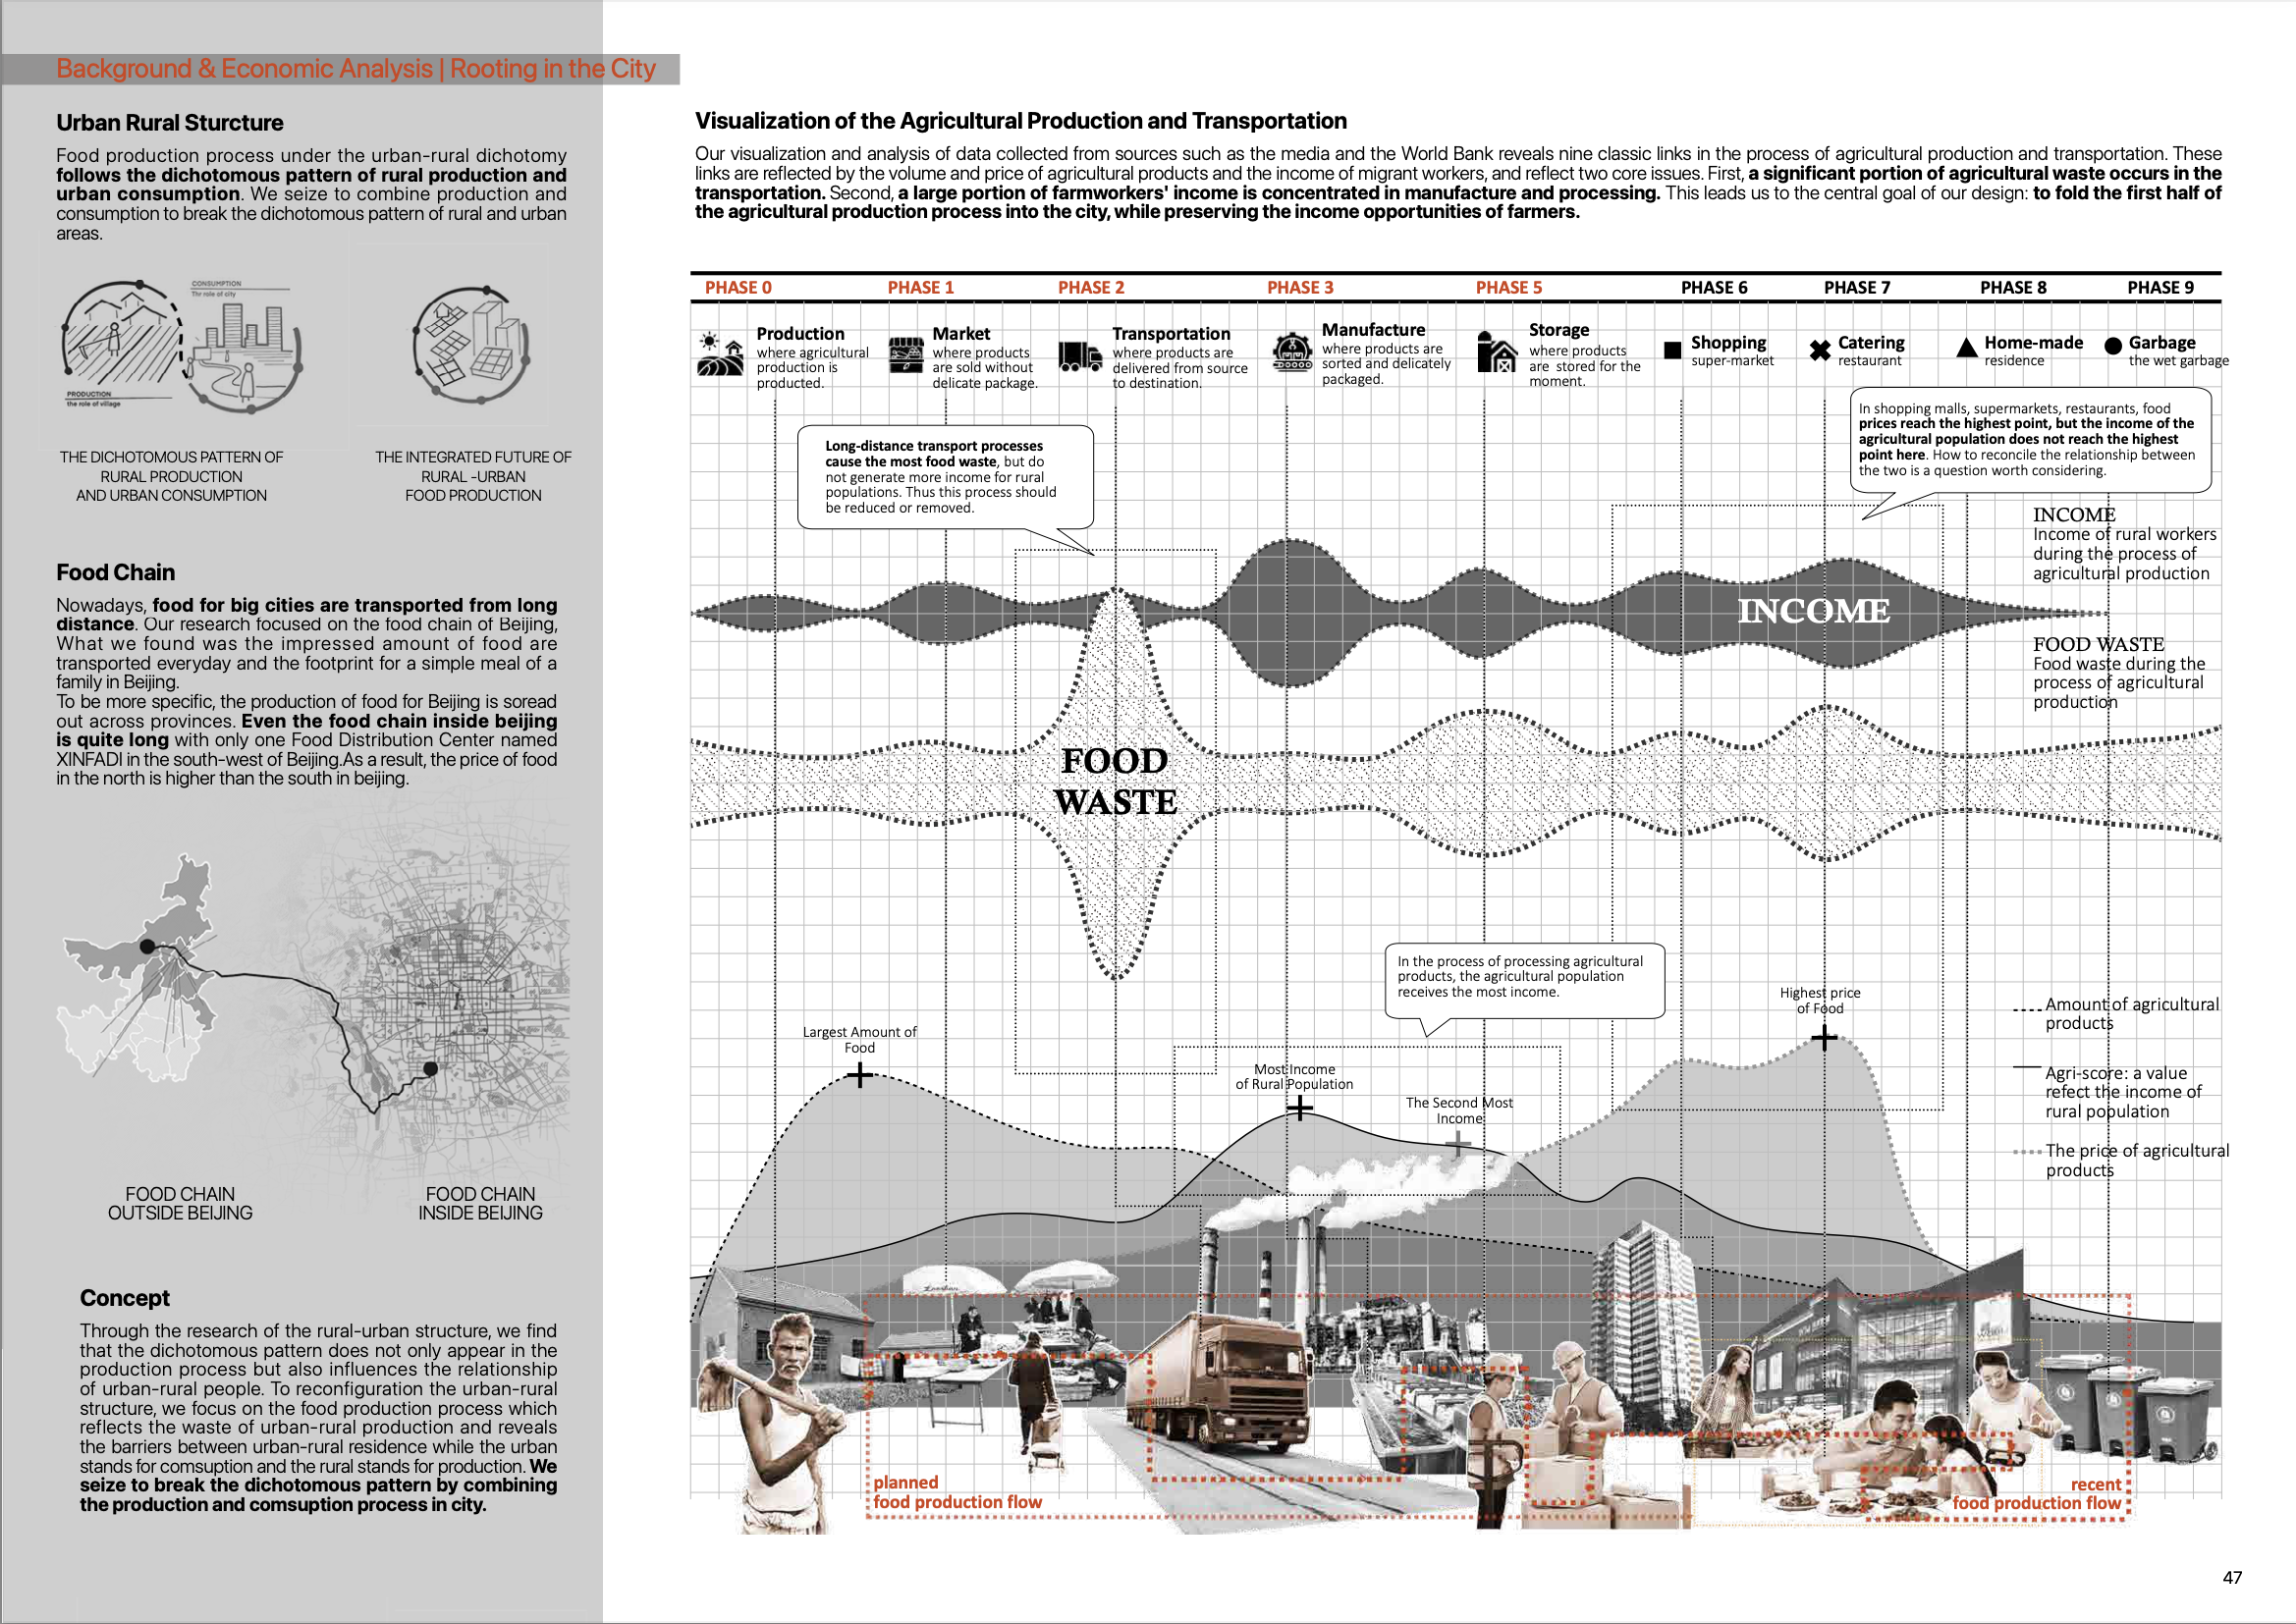 Background & Economic Analysis | Rooting in the City
Urban Rural Sturcture
Food production process under the urban-rural dichotomy
follows the dichotomous pattern of rural production and
urban consumption. We seize to combine production and
consumption to break the dichotomous pattern of rural and urban
areas.
CONSUMPTION
The role of city
PRODUCTION
the role of village
THE DICHOTOMOUS PATTERN OF
RURAL PRODUCTION
AND URBAN CONSUMPTION
THE INTEGRATED FUTURE OF
RURAL -URBAN
FOOD PRODUCTION
Food Chain
Nowadays, food for big cities are transported from long
distance. Our research focused on the food chain of Beijing,
What we found was the impressed amount of food are
transported everyday and the footprint for a simple meal of a
family in Beijing.
To be more specific, the production of food for Beijing is soread
out across provinces. Even the food chain inside beijing
is quite long with only one Food Distribution Center named
XINFADI in the south-west of Beijing.As a result, the price of food
in the north is higher than the south in beijing.
FOOD CHAIN
OUTSIDE BEIJING
FOOD CHAIN
INSIDE BEIJING
Concept
Through the research of the rural-urban structure, we find
that the dichotomous pattern does not only appear in the
production process but also influences the relationship
of urban-rural people. To reconfiguration the urban-rural
structure, we focus on the food production process which
reflects the waste of urban-rural production and reveals
the barriers between urban-rural residence while the urban
stands for comsuption and the rural stands for production. We
seize to break the dichotomous pattern by combining
the production and comsuption process in city.
Visualization of the Agricultural Production and Transportation
Our visualization and analysis of data collected from sources such as the media and the World Bank reveals nine classic links in the process of agricultural production and transportation. These
links are reflected by the volume and price of agricultural products and the income of migrant workers, and reflect two core issues. First, a significant portion of agricultural waste occurs in the
transportation. Second, a large portion of farmworkers' income is concentrated in manufacture and processing. This leads us to the central goal of our design: to fold the first half of
the agricultural production process into the city, while preserving the income opportunities of farmers.
PHASE 0
PHASE 1
PHASE 2
PHASE 3
PHASE 5
PHASE 6
PHASE 7
PHASE 8
PHASE 9
Production
where agricultural
production is
producted.
Market
where products
are sold without
delicate package.
Transportation
where products are
delivered from source
to destination.
Manufacture
where products are
sorted and delicately
packaged.
Storage
where products
are stored for the
moment.
Shopping
super-market
Catering
restaurant
Home-made
residence
Garbage
the wet garbage
Long-distance transport processes
cause the most food waste, but do
not generate more income for rural
populations. Thus this process should
be reduced or removed.
In shopping malls, supermarkets, restaurants, food
prices reach the highest point, but the income of the
agricultural population does not reach the highest
point here. How to reconcile the relationship between
the two is a question worth considering.
INCOME
Income of rural workers
during the process of
agricultural production
INCOME
FOOD WASTE
Food waste during the
process of agricultural
production
FOOD
WASTE
In the process of processing agricultural
products, the agricultural population
receives the most income.
Highest price
of Food
Largest Amount of
Food
Most Income
of Rural Population
The Second Most
Income
Amount of agricultural
products
Agri-score: a value
refect the income of
rural population
The price of agricultural
products
planned
food production flow
recent
food production flow
47